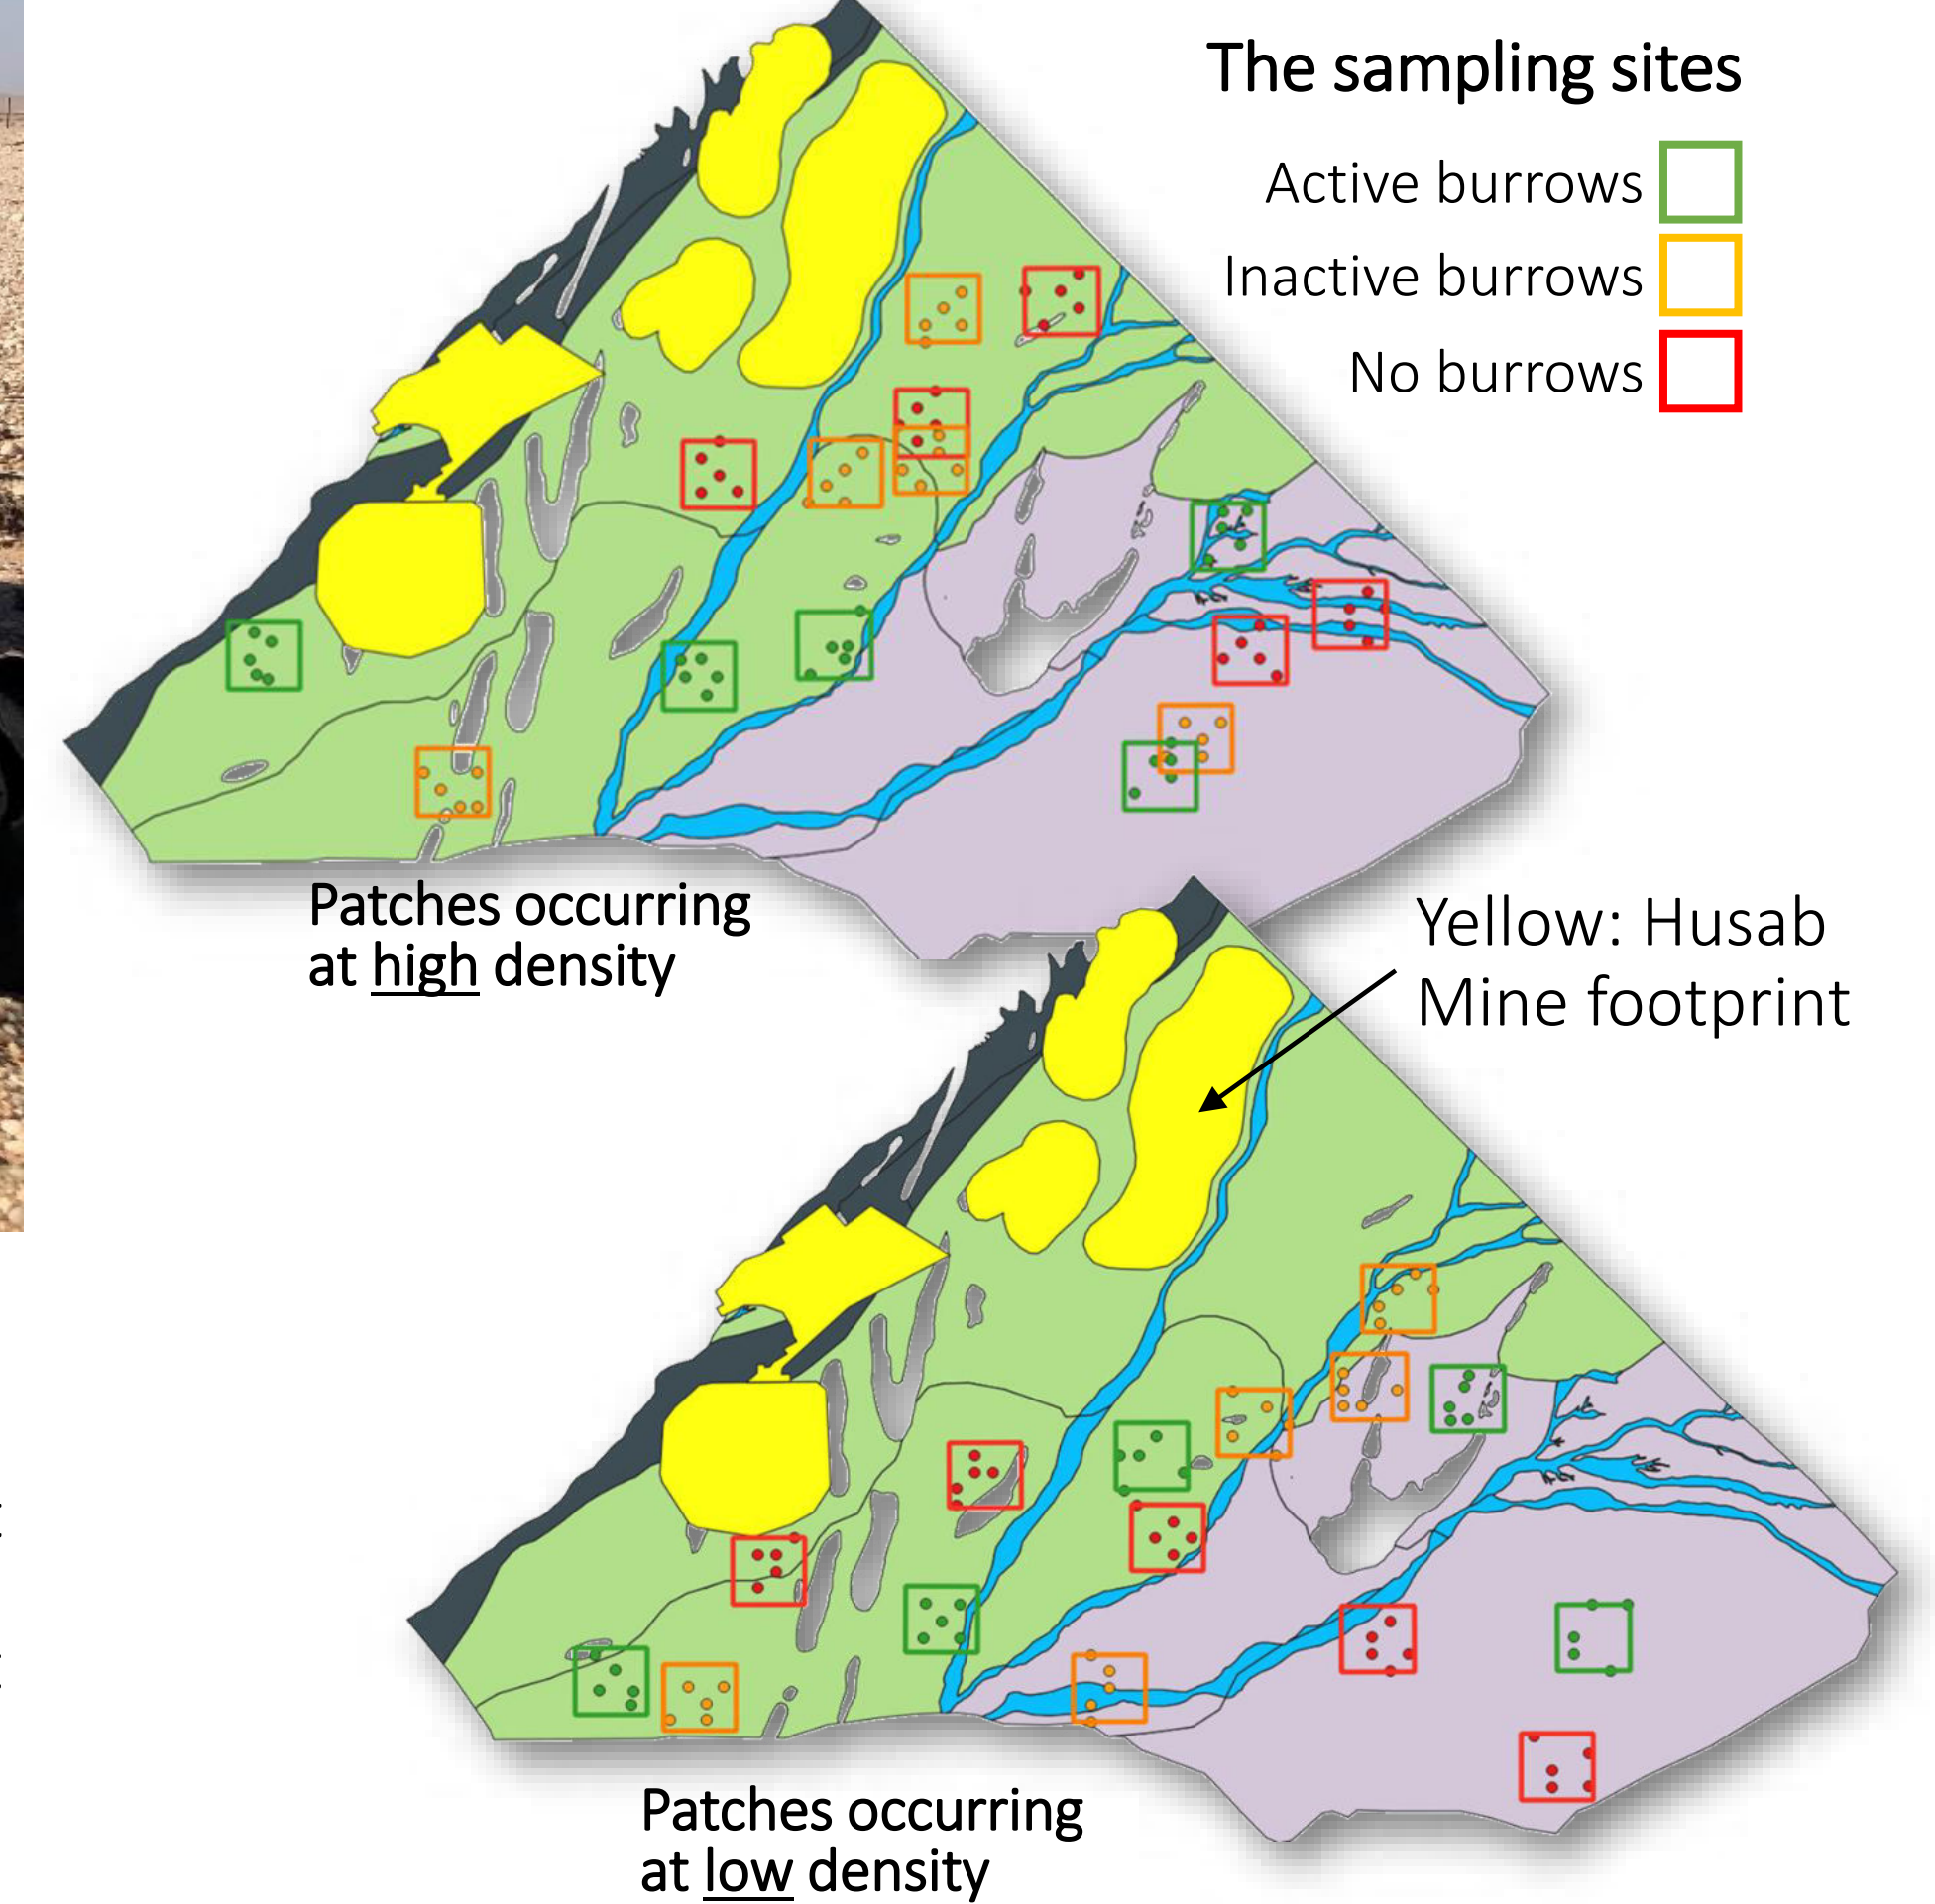 The sampling sites
Active burrows
Inactive burrows
No burrows
Patches occurring
at high density
Yellow: Husab
Mine footprint
Patches occurring
at low density